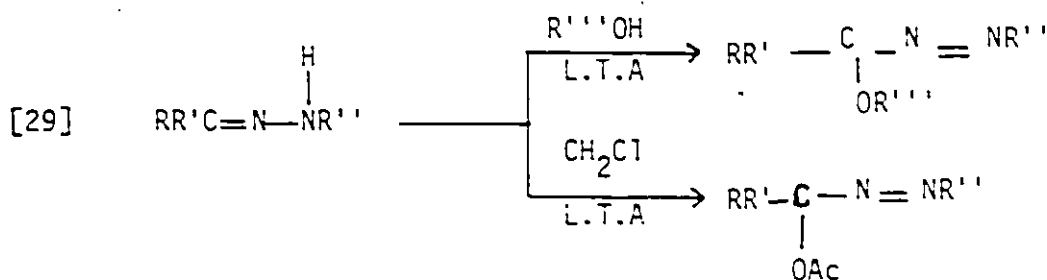 R'''OH
L.T.A
RR' — C — N = NR''
OR'''
H
[29] RR'C=N—NR''
CH2Cl
L.T.A
RR'—C—N=NR''
OAc